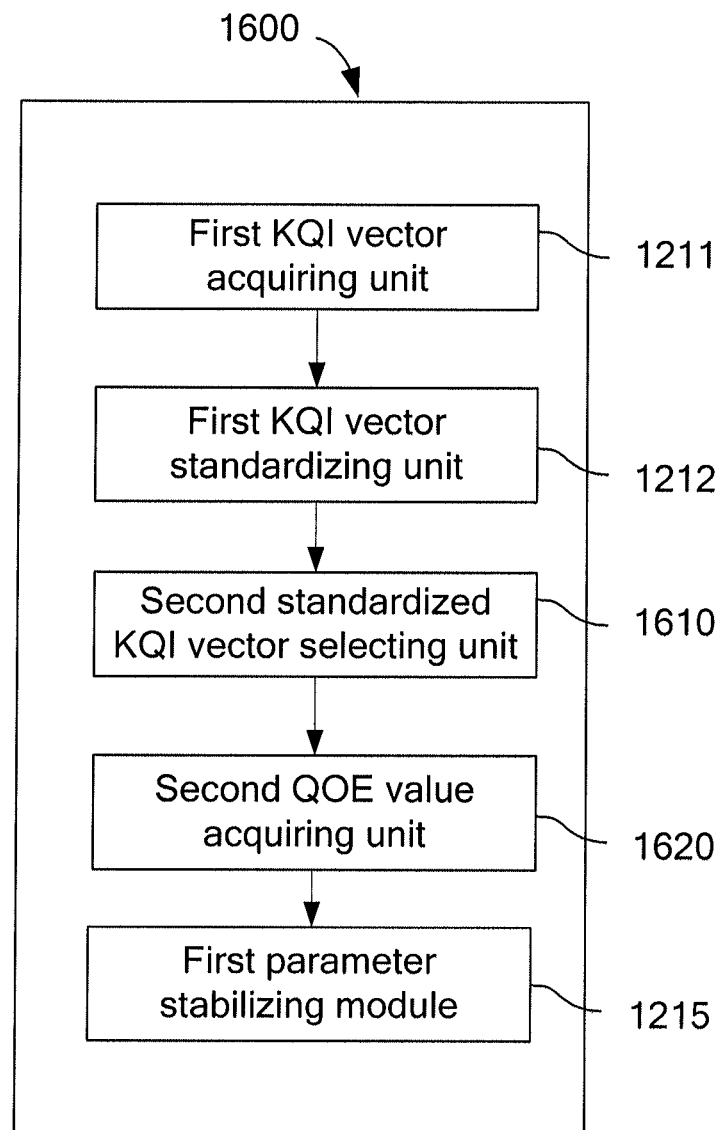 1600
First KQI vector
acquiring unit
1211
First KQI vector
standardizing unit
1212
Second standardized
KQI vector selecting unit
1610
Second QOE value
acquiring unit
1620
First parameter
stabilizing module
1215